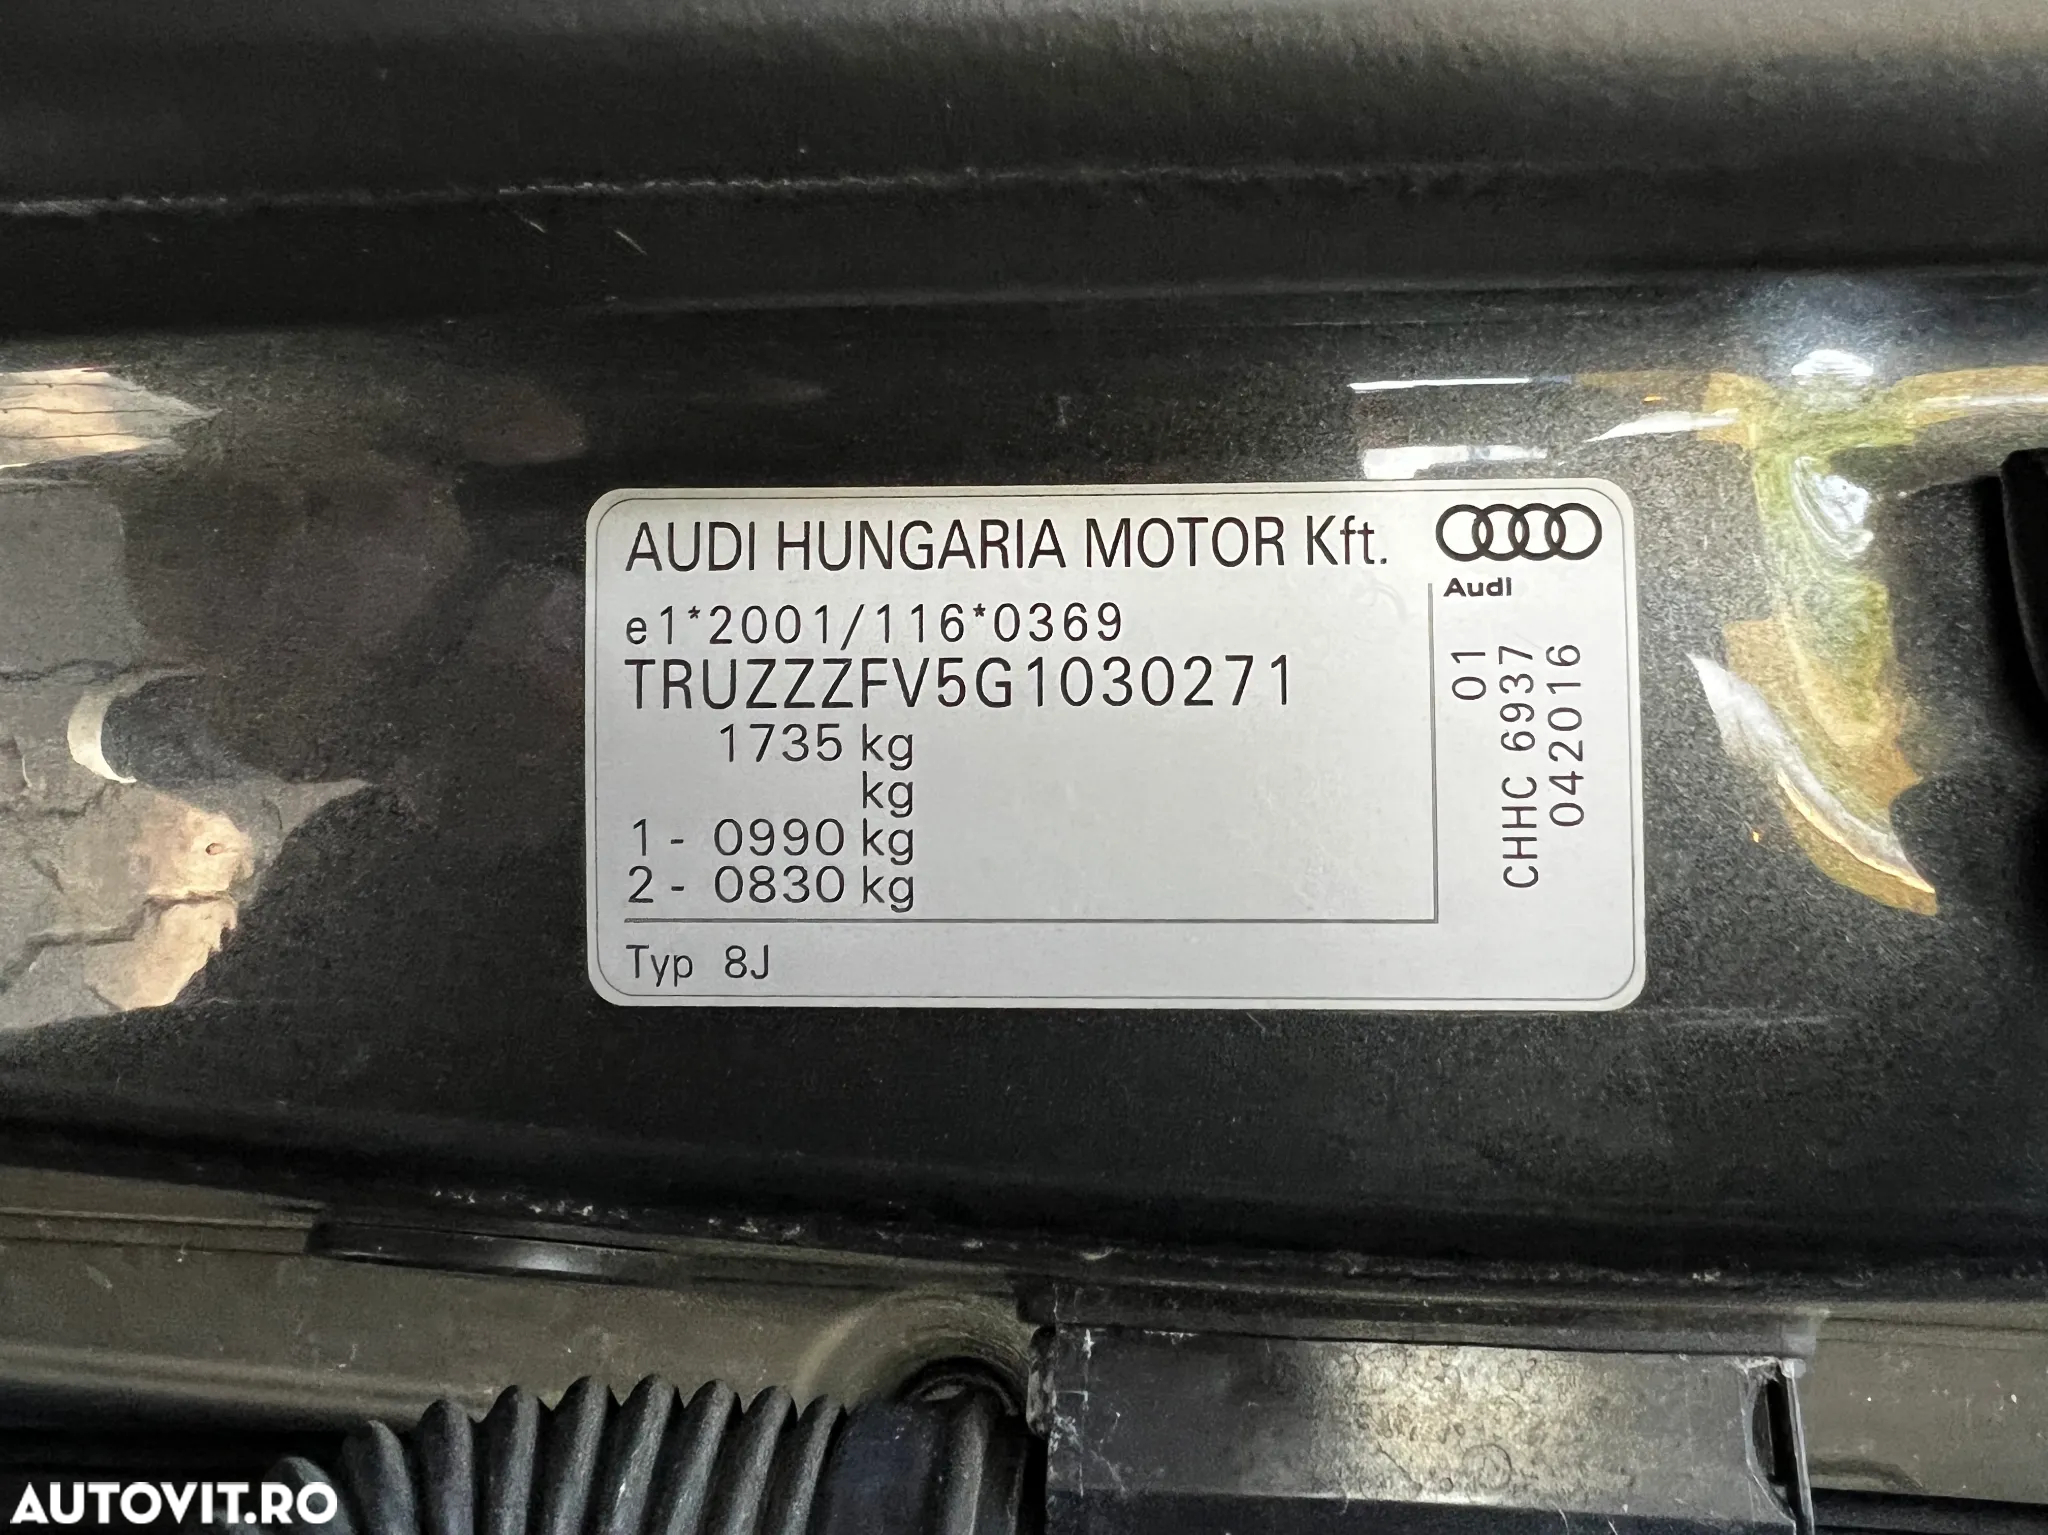 AUDI HUNGARIA MOTOR Kft.
Audi
e1*2001/116*0369
TRUZZZFV5G1030271
1735 kg
kg
1 - 0990 kg
2 - 0830 kg
Typ 8J
01
CHHC 6937
042016
AUTOVIT.RO